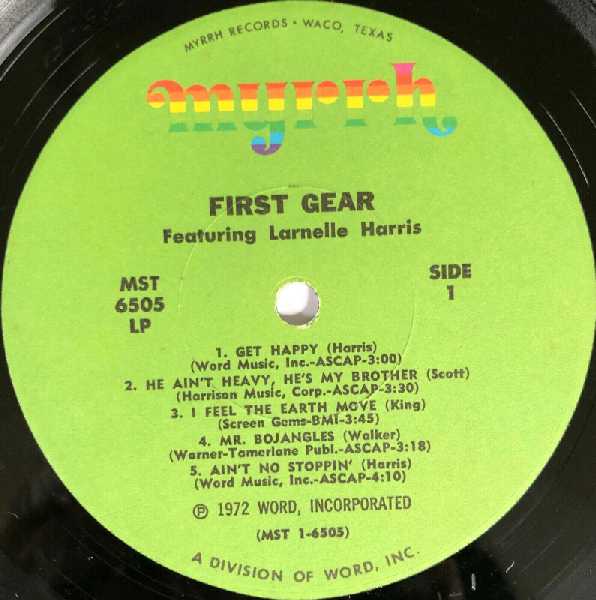 MYRRH RECORDS • WACO, TEXAS
myrrh
FIRST GEAR
Featuring Larnelle Harris
MST
6505
LP
SIDE
1
1. GET HAPPY (Harris)
(Word Music, Inc.-ASCAP-3:00)
2. HE AIN'T HEAVY, HE'S MY BROTHER (Scott)
(Harrison Music, Corp.-ASCAP-3:30)
3. I FEEL THE EARTH MOVE (King)
(Screen Gems-BMI-3:45)
4. MR. BOJANGLES (Walker)
(Warner-Tamerlane Publ.-ASCAP-3:18)
5. AIN'T NO STOPPIN' (Harris)
(Word Music, Inc.-ASCAP-4:10)
℗ 1972 WORD, INCORPORATED
(MST 1-6505)
A DIVISION OF WORD, INC.